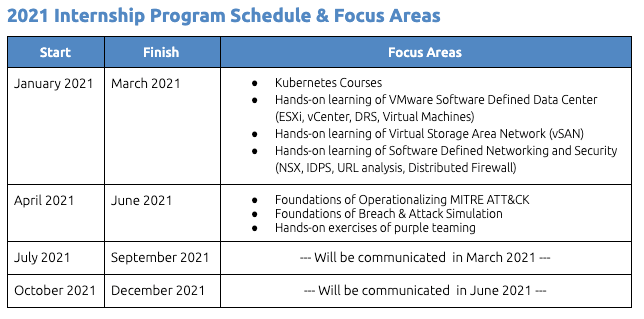 2021 Internship Program Schedule & Focus Areas
Start Finish Focus Areas
January 2021 March 2021 ● Kubernetes Courses
● Hands-on learning of VMware Software Defined Data Center
(ESXi, vCenter, DRS, Virtual Machines)
● Hands-on learning of Virtual Storage Area Network (vSAN)
● Hands-on learning of Software Defined Networking and Security
(NSX, IDPS, URL analysis, Distributed Firewall)
April 2021 June 2021 ● Foundations of Operationalizing MITRE ATT&CK
● Foundations of Breach & Attack Simulation
● Hands-on exercises of purple teaming
July 2021 September 2021 --- Will be communicated in March 2021 ---
October 2021 December 2021 --- Will be communicated in June 2021 ---